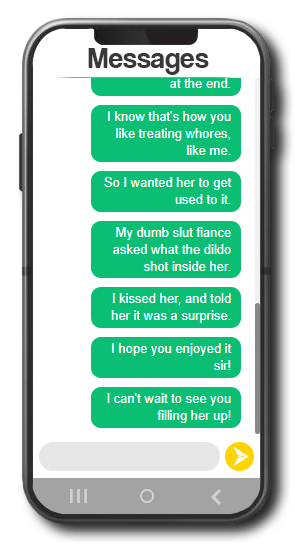 Messages
at the end.
I know that's how you
like treating whores,
like me.
So I wanted her to get
used to it.
My dumb slut fiance
asked what the dildo
shot inside her.
I kissed her, and told
her it was a surprise.
I hope you enjoyed it
sir!
I can't wait to see you
filling her up!